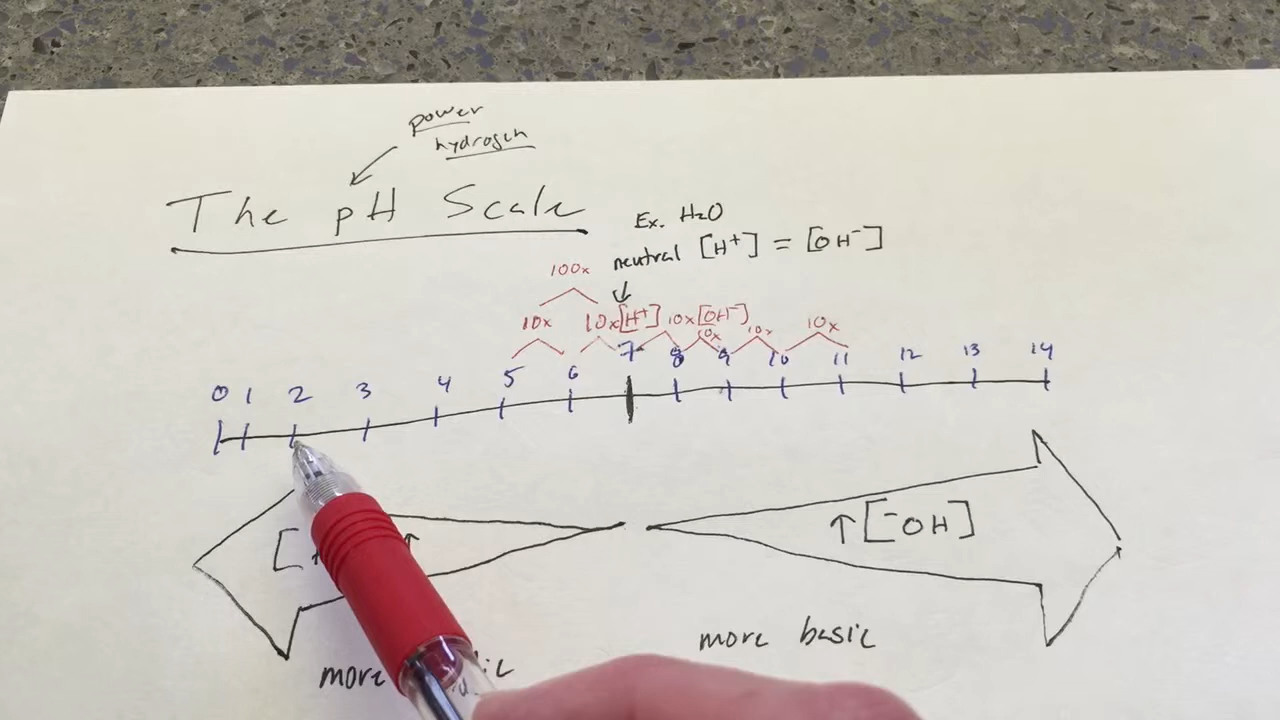 power
hydrogen
The pH Scale
Ex. H₂O
neutral [H⁺] = [OH⁻]
100x
10x 10x [H⁺] 10x [OH⁻] 10x 10x 10x
0 1 2 3 4 5 6 7 8 9 10 11 12 13 14
↑ [⁻OH]
more basic
more